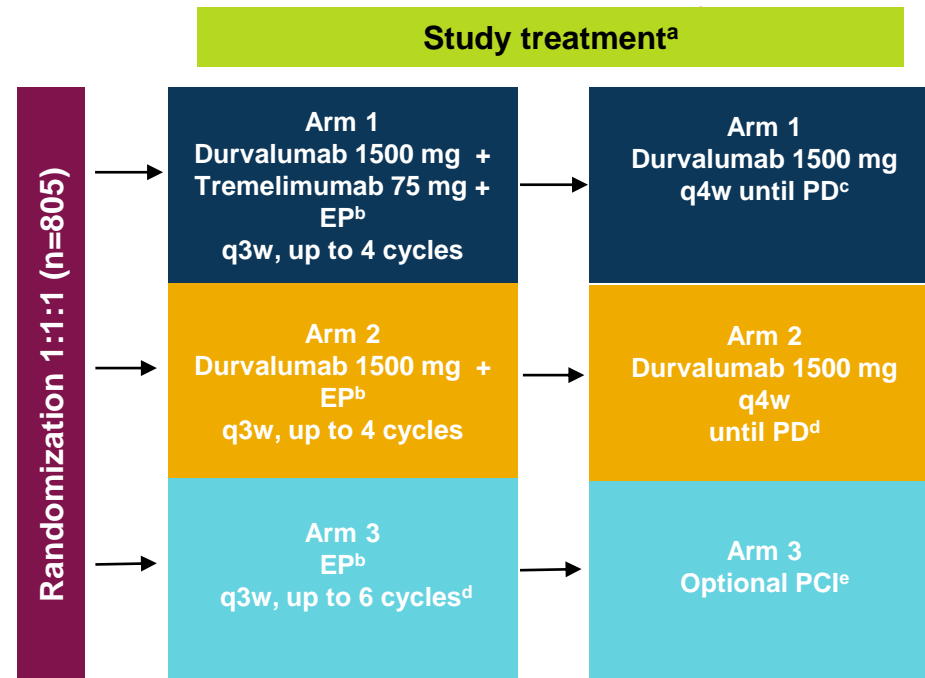 Study treatmentᵃ
Randomization 1:1:1 (n=805)
Arm 1
Durvalumab 1500 mg +
Tremelimumab 75 mg +
EPᵇ
q3w, up to 4 cycles
Arm 1
Durvalumab 1500 mg
q4w until PDᶜ
Arm 2
Durvalumab 1500 mg +
EPᵇ
q3w, up to 4 cycles
Arm 2
Durvalumab 1500 mg
q4w
until PDᵈ
Arm 3
EPᵇ
q3w, up to 6 cyclesᵈ
Arm 3
Optional PCIᵉ